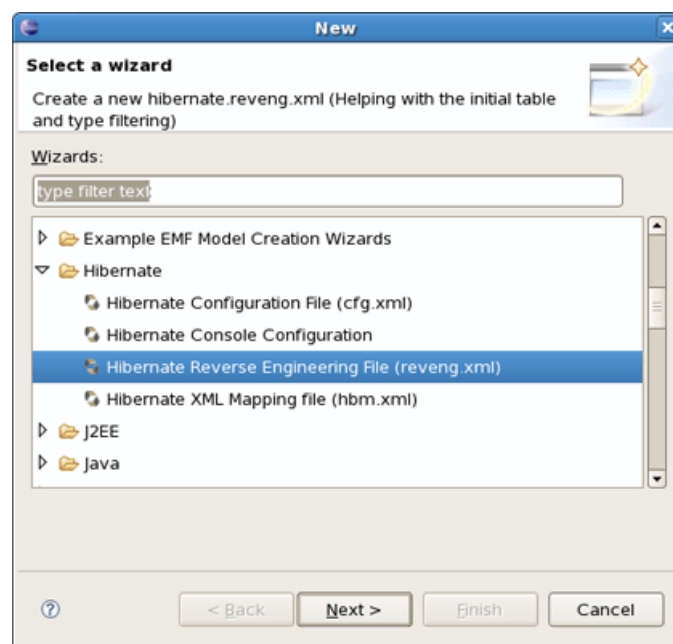 New
Select a wizard
Create a new hibernate.reveng.xml (Helping with the initial table
and type filtering)
Wizards:
type filter text
Example EMF Model Creation Wizards
Hibernate
Hibernate Configuration File (cfg.xml)
Hibernate Console Configuration
Hibernate Reverse Engineering File (reveng.xml)
Hibernate XML Mapping file (hbm.xml)
J2EE
Java
? < Back Next > Finish Cancel